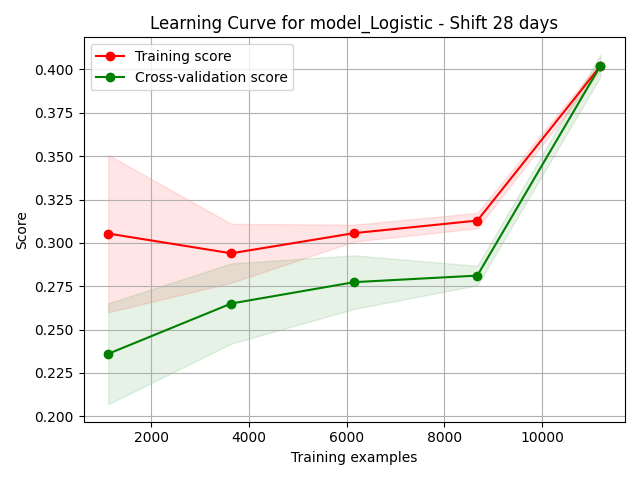 Learning Curve for model_Logistic - Shift 28 days
Training score
Cross-validation score
0.400
0.375
0.350
0.325
0.300
0.275
0.250
0.225
0.200
Score
2000 4000 6000 8000 10000
Training examples